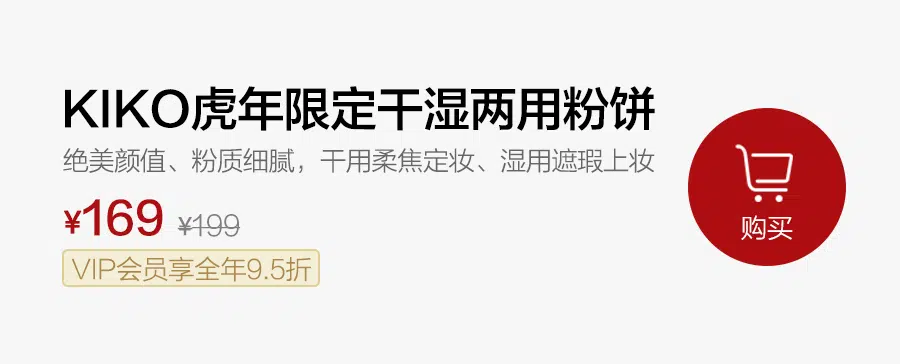 KIKO虎年限定干湿两用粉饼
绝美颜值、粉质细腻，干用柔焦定妆、湿用遮瑕上妆
¥169 ¥199
VIP会员享全年9.5折
购买